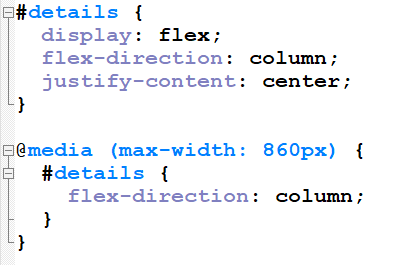 #details {
  display: flex;
  flex-direction: column;
  justify-content: center;
}

@media (max-width: 860px) {
  #details {
    flex-direction: column;
  }
}